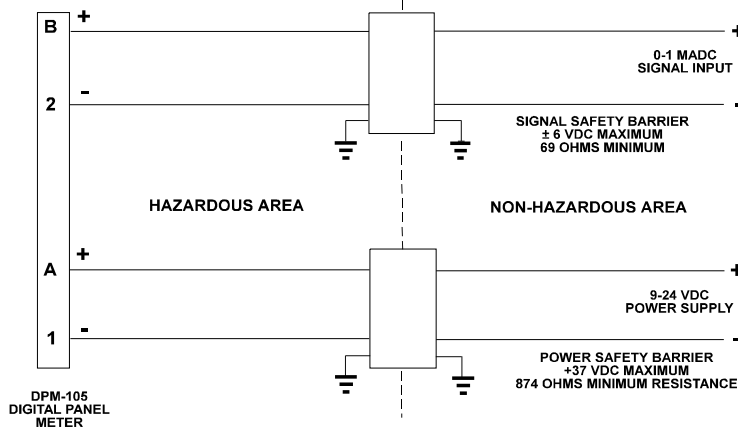 B +
+
0-1 MADC
SIGNAL INPUT
2 -
-
SIGNAL SAFETY BARRIER
± 6 VDC MAXIMUM
69 OHMS MINIMUM
HAZARDOUS AREA
NON-HAZARDOUS AREA
A +
+
9-24 VDC
POWER SUPPLY
1 -
-
POWER SAFETY BARRIER
+37 VDC MAXIMUM
874 OHMS MINIMUM RESISTANCE
DPM-105
DIGITAL PANEL
METER